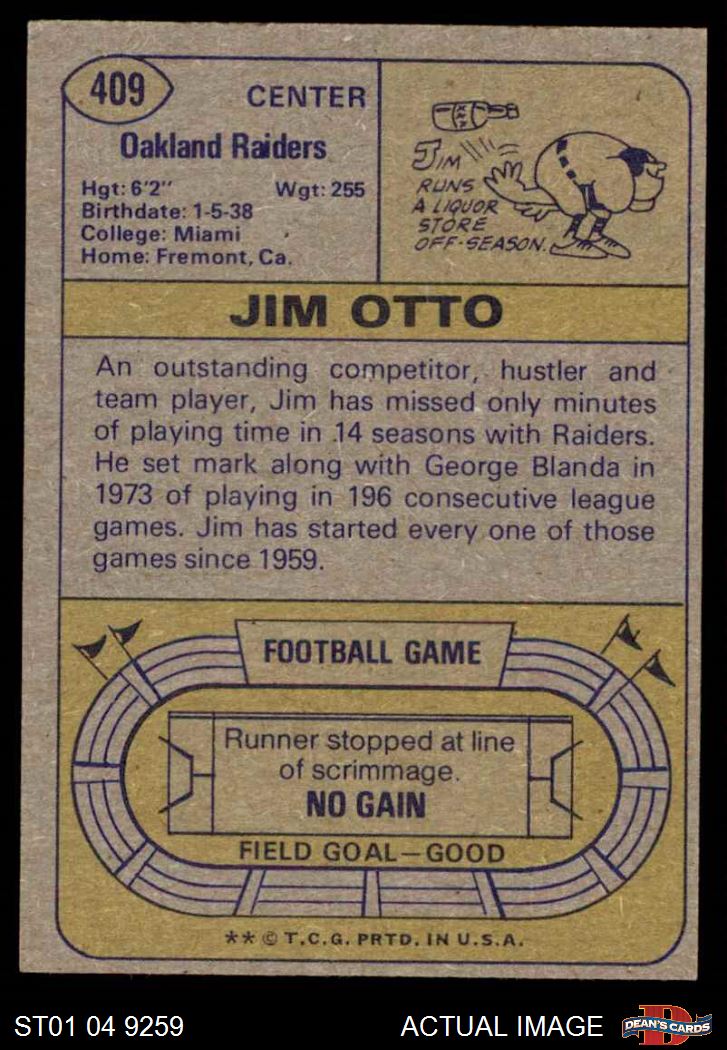 409
CENTER
Oakland Raiders
Hgt: 6'2" Wgt: 255
Birthdate: 1-5-38
College: Miami
Home: Fremont, Ca.
JIM
RUNS
A LIQUOR
STORE
OFF-SEASON.
XXX
JIM OTTO
An outstanding competitor, hustler and
team player, Jim has missed only minutes
of playing time in 14 seasons with Raiders.
He set mark along with George Blanda in
1973 of playing in 196 consecutive league
games. Jim has started every one of those
games since 1959.
FOOTBALL GAME
Runner stopped at line
of scrimmage.
NO GAIN
FIELD GOAL—GOOD
** © T.C.G. PRTD. IN U.S.A.
ST01 04 9259
ACTUAL IMAGE
D
DEAN'S CARDS